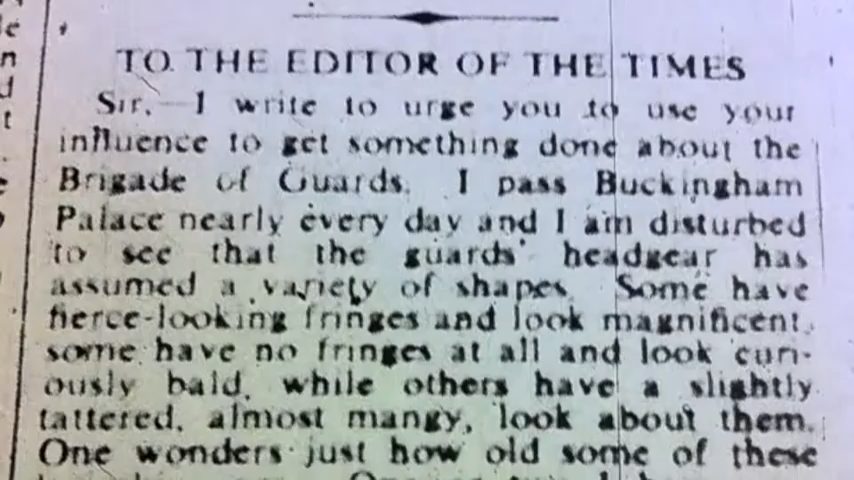 TO THE EDITOR OF THE TIMES
Sir,—I write to urge you to use your
influence to get something done about the
Brigade of Guards. I pass Buckingham
Palace nearly every day and I am disturbed
to see that the guards' headgear has
assumed a variety of shapes. Some have
fierce-looking fringes and look magnificent,
some have no fringes at all and look curi-
ously bald, while others have a slightly
tattered, almost mangy, look about them.
One wonders just how old some of these